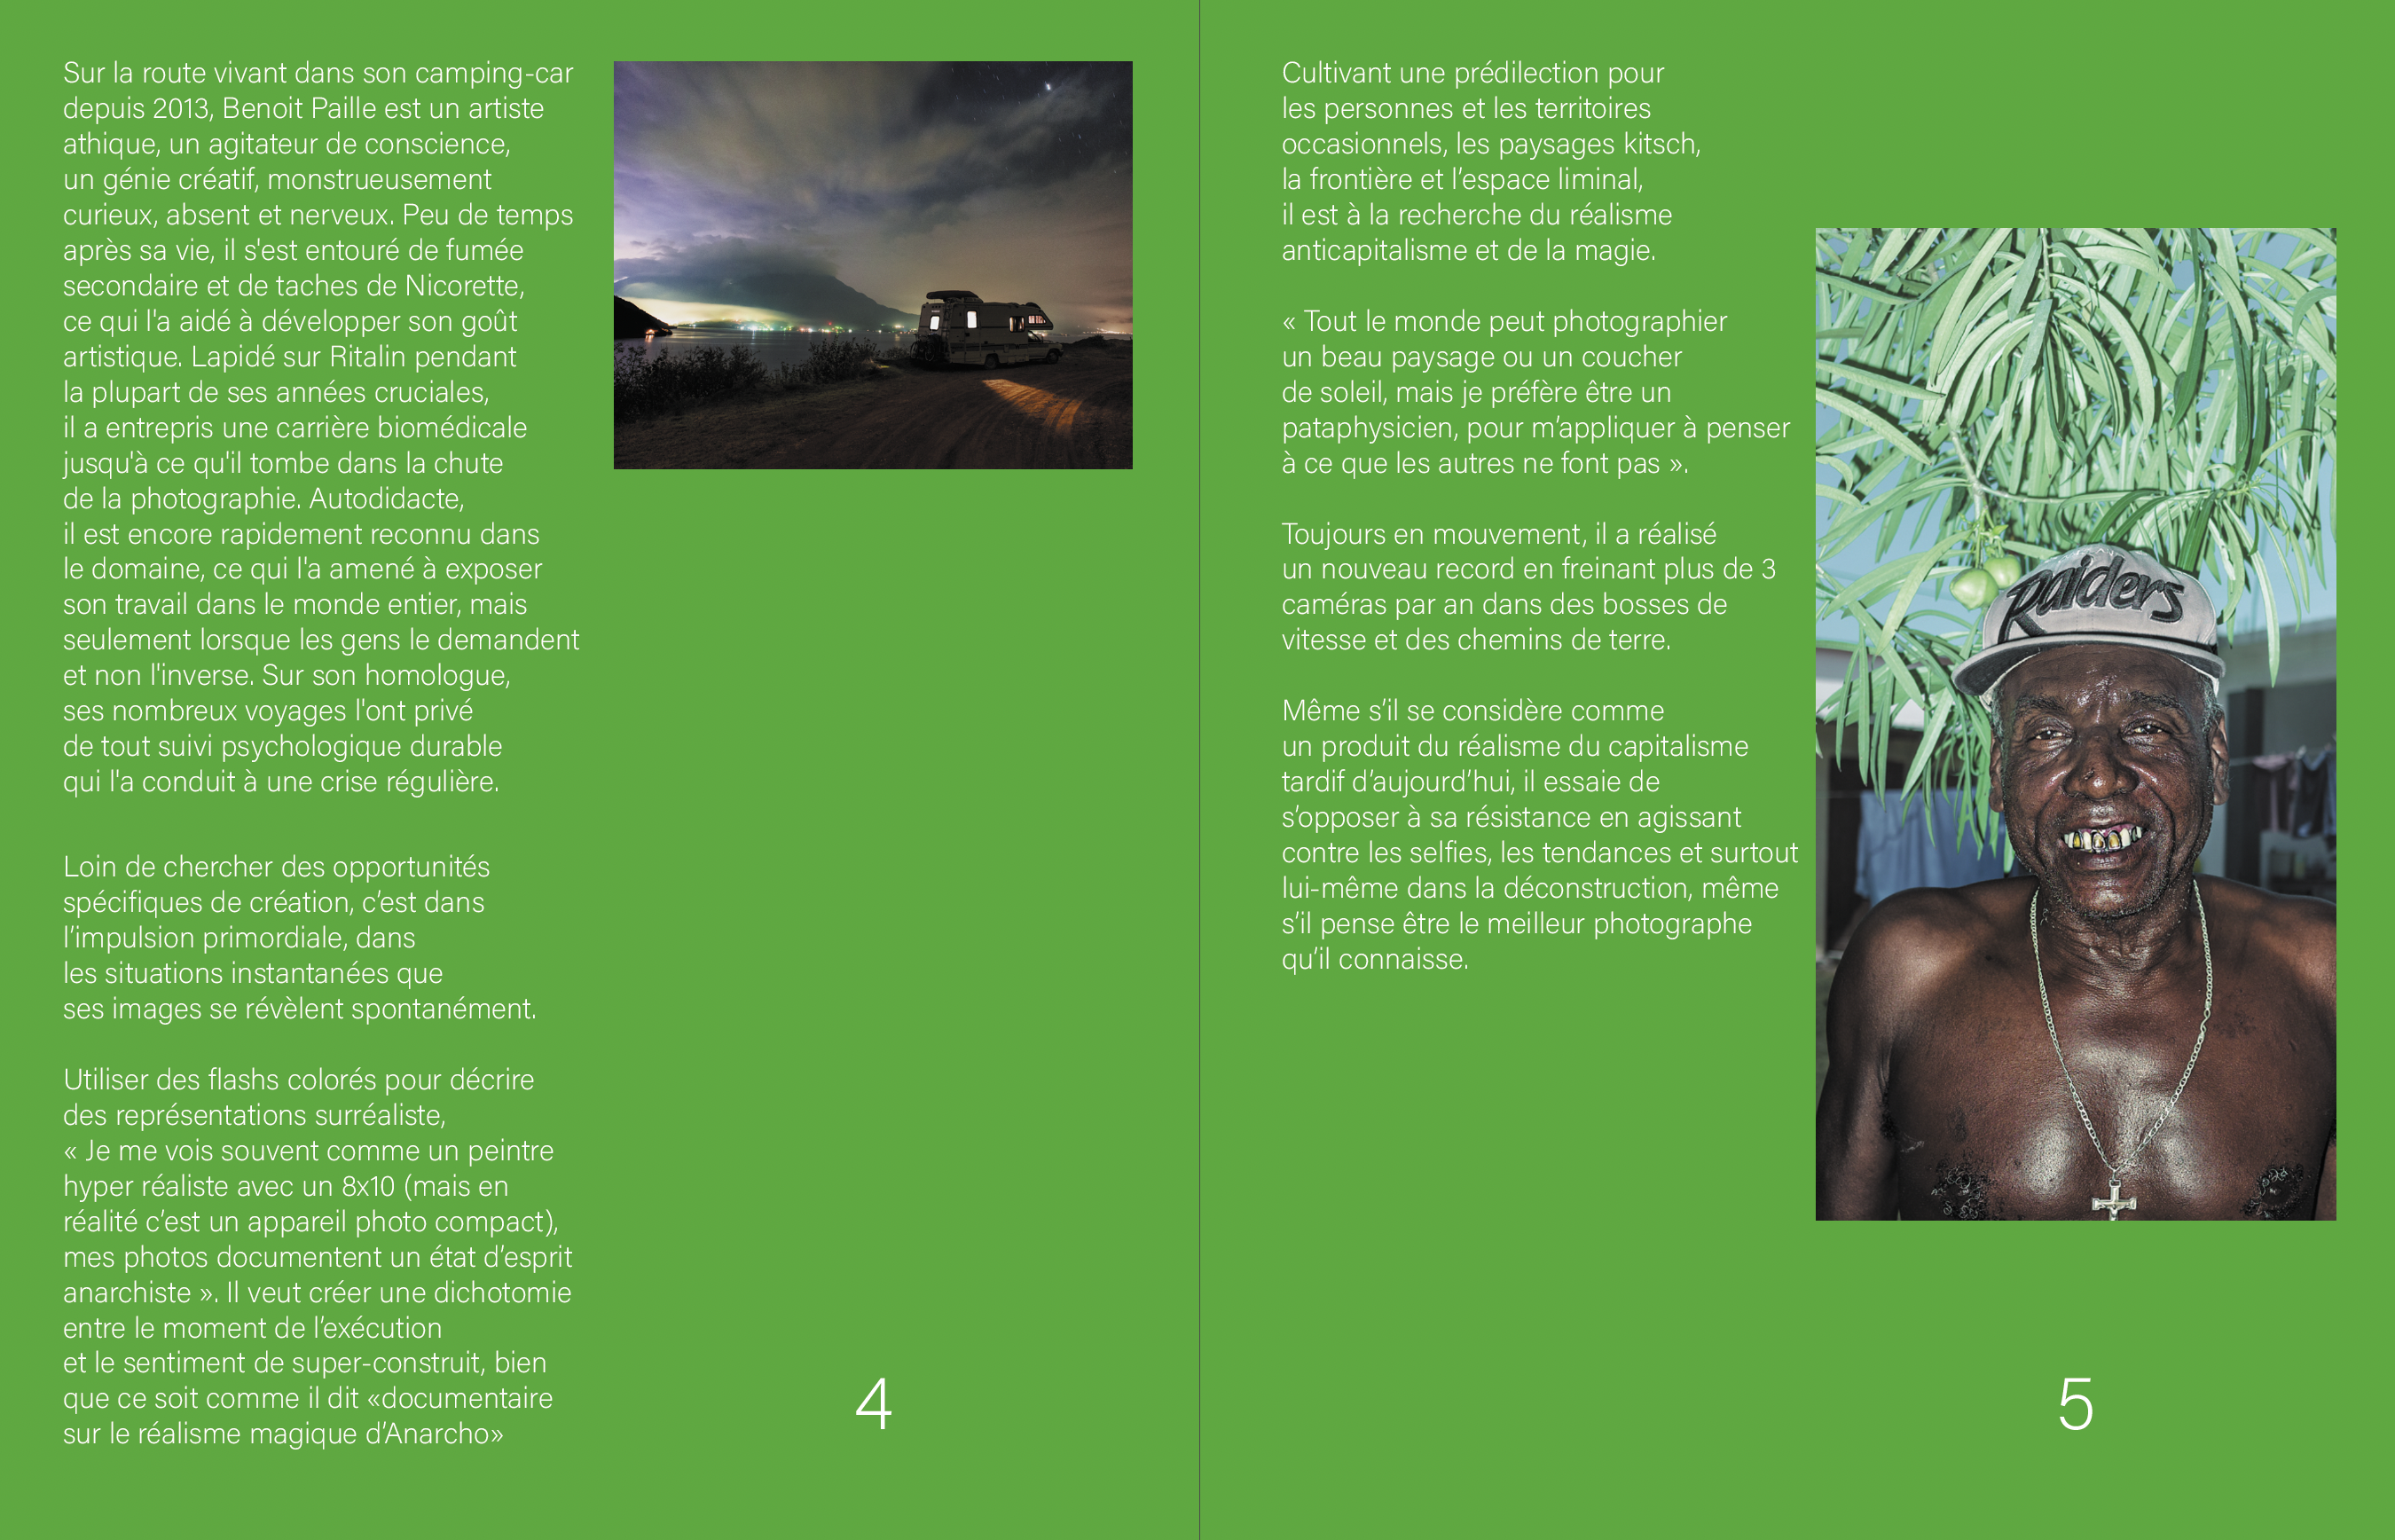 Sur la route vivant dans son camping-car
depuis 2013, Benoit Paille est un artiste
athique, un agitateur de conscience,
un génie créatif, monstrueusement
curieux, absent et nerveux. Peu de temps
après sa vie, il s'est entouré de fumée
secondaire et de taches de Nicorette,
ce qui l'a aidé à développer son goût
artistique. Lapidé sur Ritalin pendant
la plupart de ses années cruciales,
il a entrepris une carrière biomédicale
jusqu'à ce qu'il tombe dans la chute
de la photographie. Autodidacte,
il est encore rapidement reconnu dans
le domaine, ce qui l'a amené à exposer
son travail dans le monde entier, mais
seulement lorsque les gens le demandent
et non l'inverse. Sur son homologue,
ses nombreux voyages l'ont privé
de tout suivi psychologique durable
qui l'a conduit à une crise régulière.
Loin de chercher des opportunités
spécifiques de création, c’est dans
l’impulsion primordiale, dans
les situations instantanées que
ses images se révèlent spontanément.
Utiliser des flashs colorés pour décrire
des représentations surréaliste,
« Je me vois souvent comme un peintre
hyper réaliste avec un 8x10 (mais en
réalité c’est un appareil photo compact),
mes photos documentent un état d’esprit
anarchiste ». Il veut créer une dichotomie
entre le moment de l’exécution
et le sentiment de super-construit, bien
que ce soit comme il dit «documentaire
sur le réalisme magique d’Anarcho»
4
Cultivant une prédilection pour
les personnes et les territoires
occasionnels, les paysages kitsch,
la frontière et l’espace liminal,
il est à la recherche du réalisme
anticapitalisme et de la magie.
« Tout le monde peut photographier
un beau paysage ou un coucher
de soleil, mais je préfère être un
pataphysicien, pour m’appliquer à penser
à ce que les autres ne font pas ».
Toujours en mouvement, il a réalisé
un nouveau record en freinant plus de 3
caméras par an dans des bosses de
vitesse et des chemins de terre.
Même s’il se considère comme
un produit du réalisme du capitalisme
tardif d’aujourd’hui, il essaie de
s’opposer à sa résistance en agissant
contre les selfies, les tendances et surtout
lui-même dans la déconstruction, même
s’il pense être le meilleur photographe
qu’il connaisse.
Raiders
5